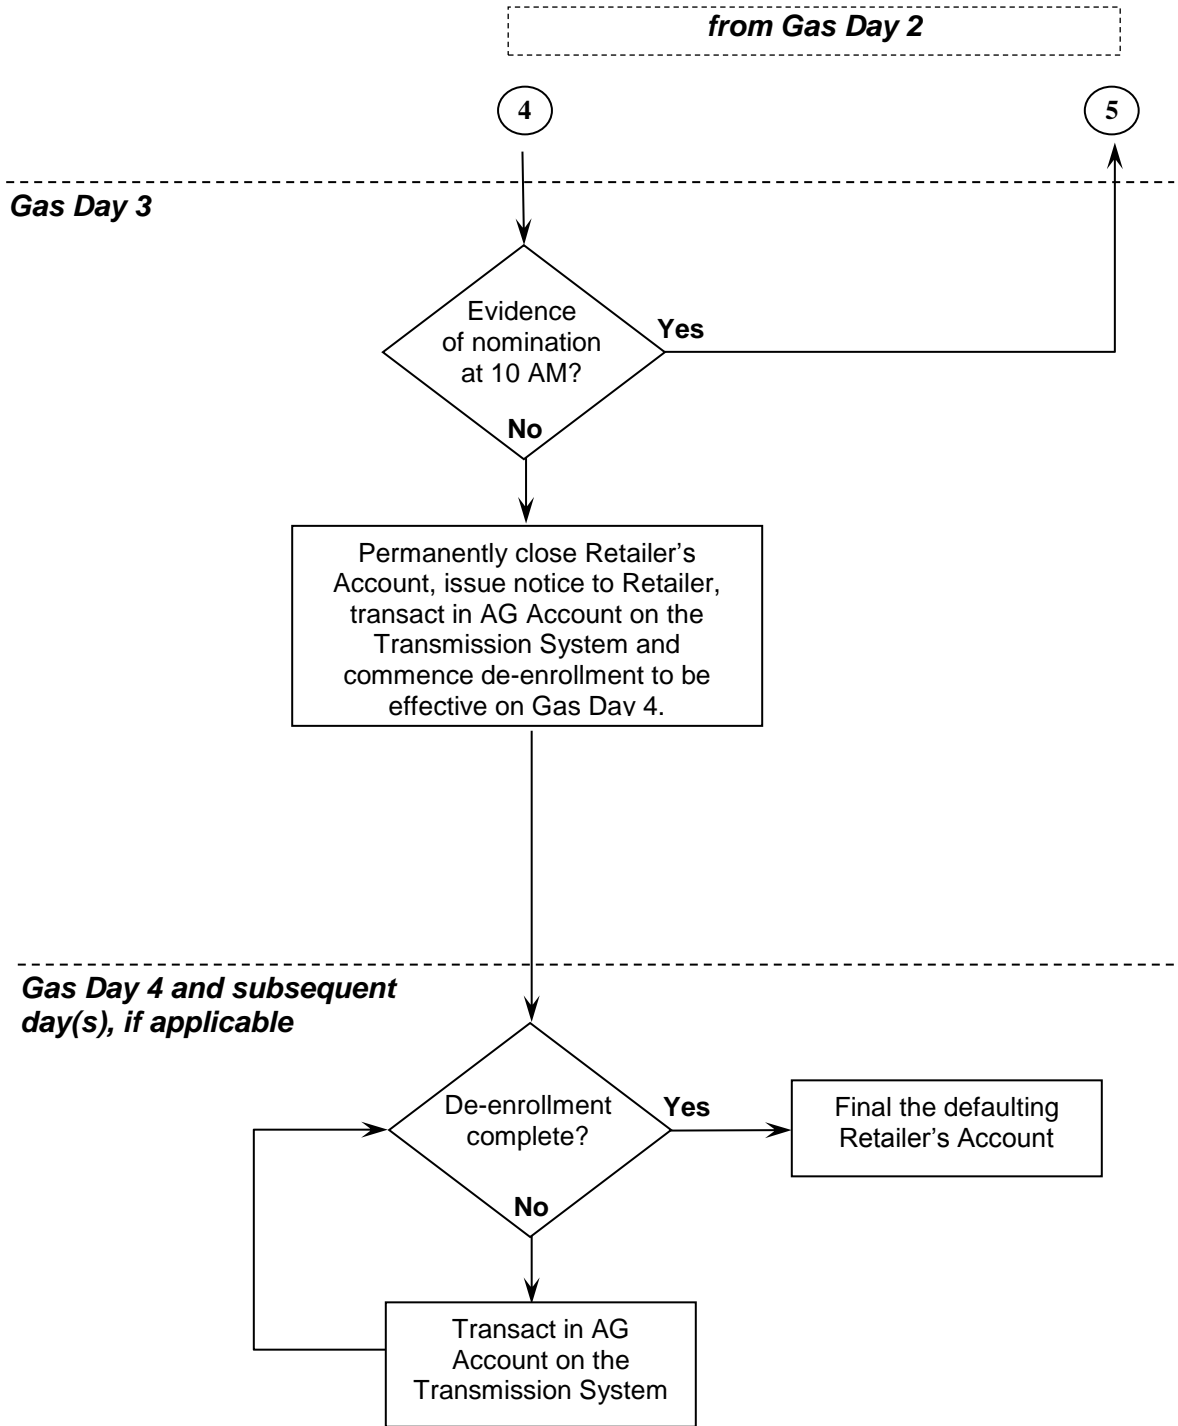 from Gas Day 2
4
5
Gas Day 3
Evidence
of nomination
at 10 AM?
Yes
No
Permanently close Retailer's
Account, issue notice to Retailer,
transact in AG Account on the
Transmission System and
commence de-enrollment to be
effective on Gas Day 4.
Gas Day 4 and subsequent
day(s), if applicable
De-enrollment
complete?
Yes
Final the defaulting
Retailer's Account
No
Transact in AG
Account on the
Transmission System